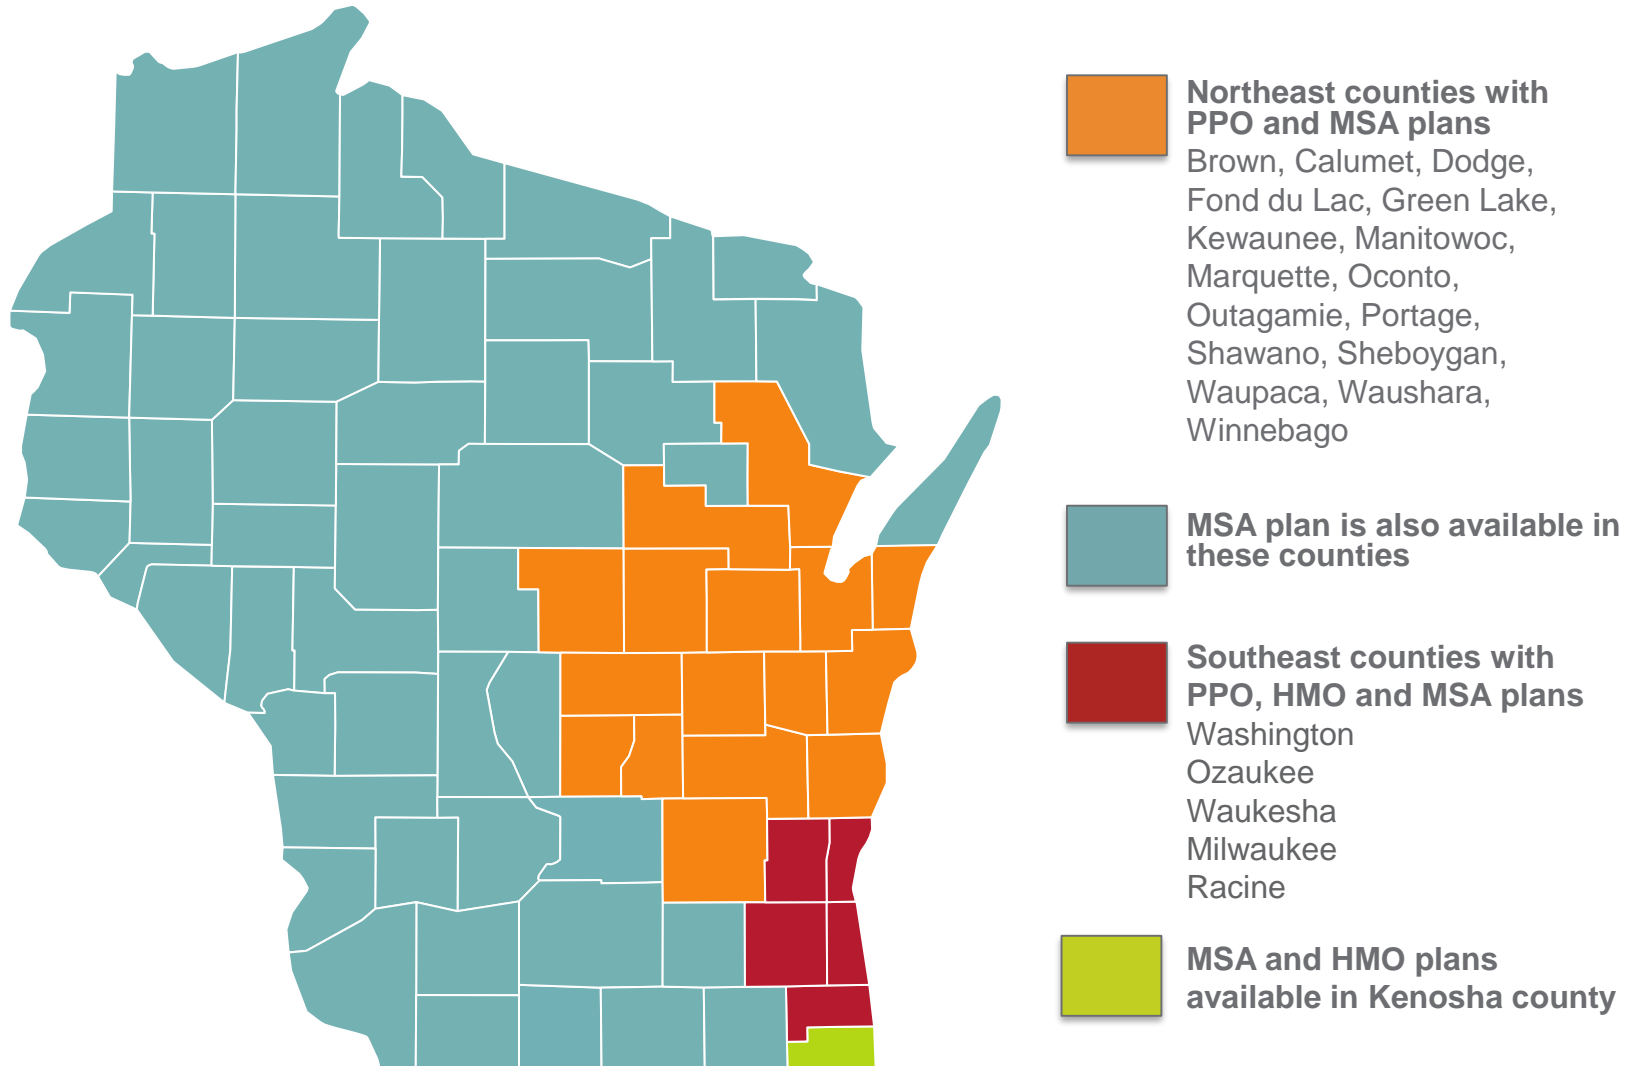 Northeast counties with
PPO and MSA plans
Brown, Calumet, Dodge,
Fond du Lac, Green Lake,
Kewaunee, Manitowoc,
Marquette, Oconto,
Outagamie, Portage,
Shawano, Sheboygan,
Waupaca, Waushara,
Winnebago
MSA plan is also available in
these counties
Southeast counties with
PPO, HMO and MSA plans
Washington
Ozaukee
Waukesha
Milwaukee
Racine
MSA and HMO plans
available in Kenosha county